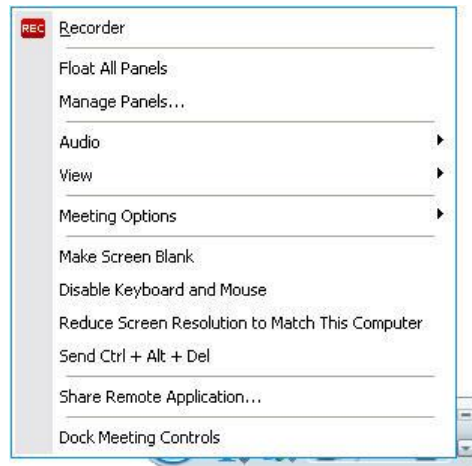 REC Recorder
Float All Panels
Manage Panels...
Audio
View
Meeting Options
Make Screen Blank
Disable Keyboard and Mouse
Reduce Screen Resolution to Match This Computer
Send Ctrl + Alt + Del
Share Remote Application...
Dock Meeting Controls